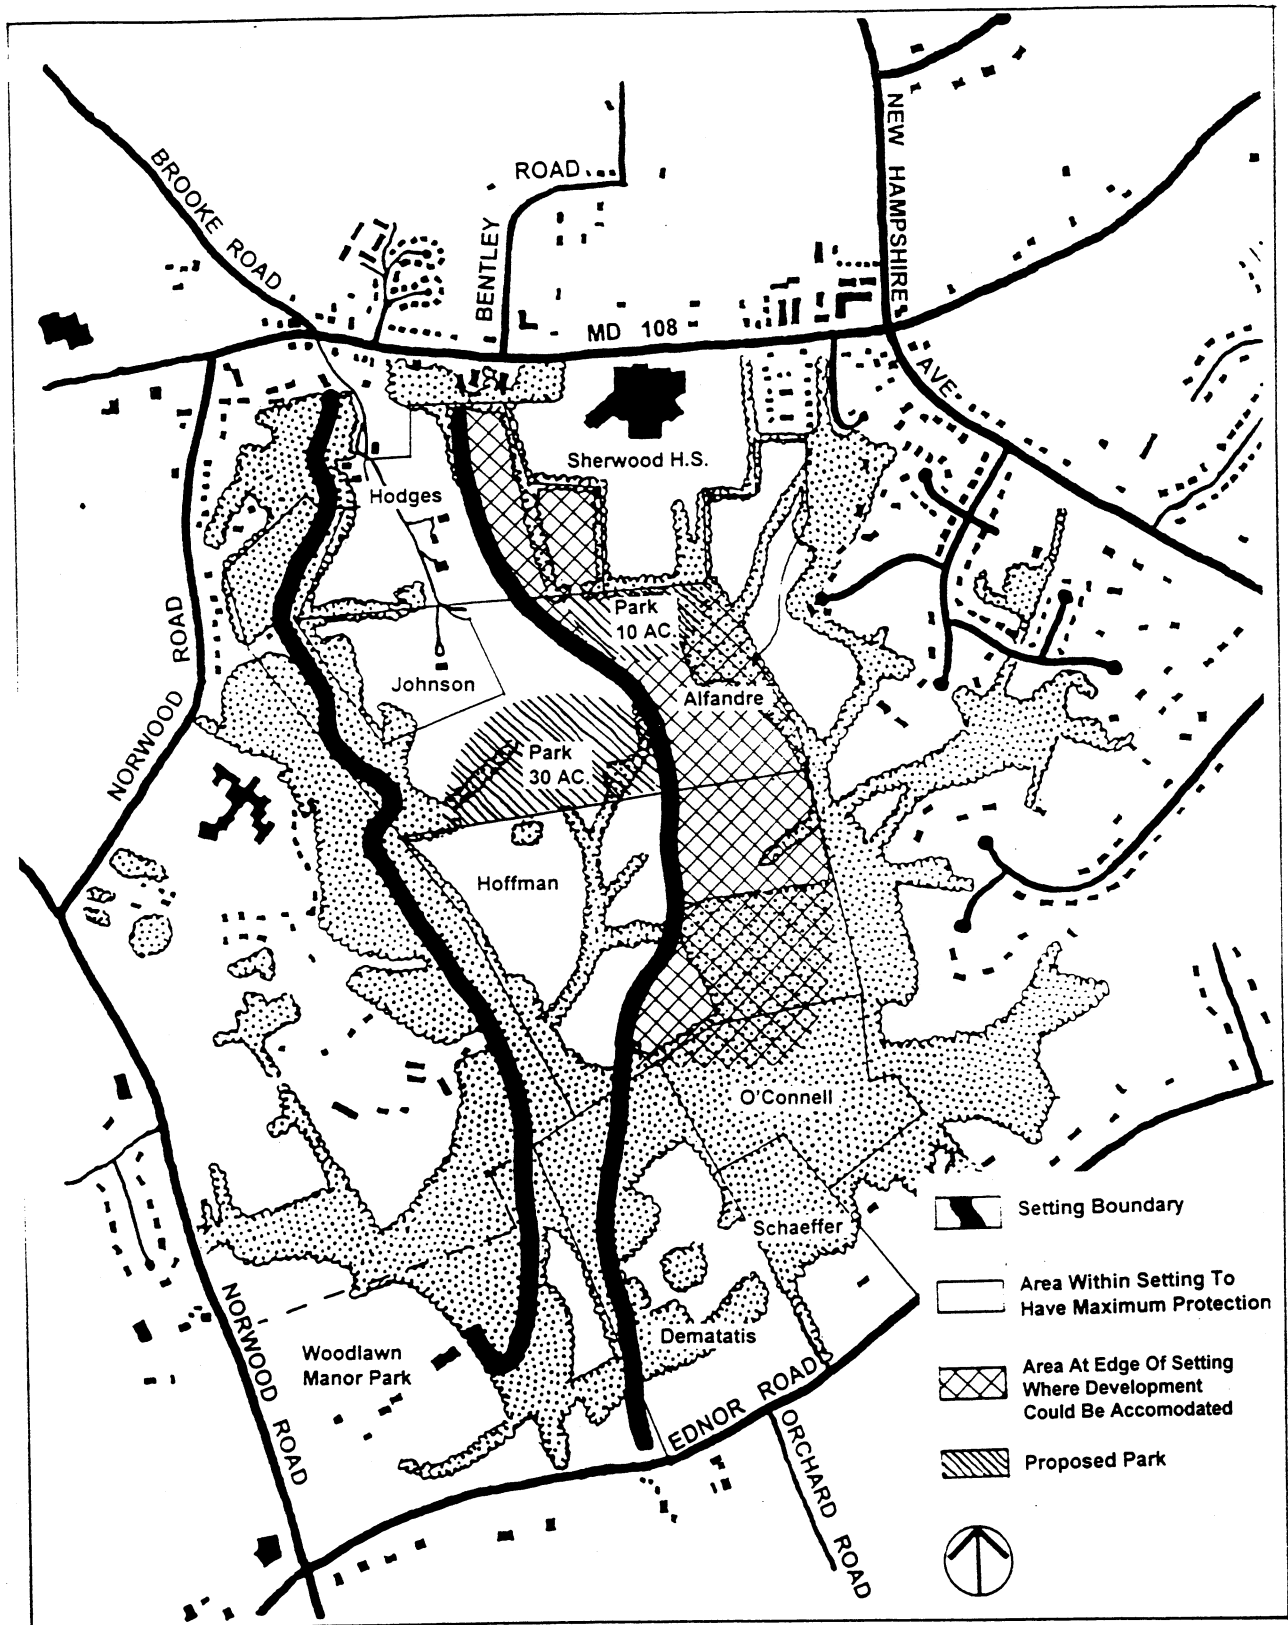 BROOKE ROAD
BENTLEY
ROAD
NEW HAMPSHIRE
AVE
MD 108
Sherwood H.S.
Hodges
Park
10 AC.
NORWOOD
ROAD
Johnson
Alfandre
Park
30 AC.
Hoffman
O'Connell
Schaeffer
Dematatis
Woodlawn
Manor Park
NORWOOD ROAD
EDNOR ROAD
ORCHARD ROAD
Setting Boundary
Area Within Setting To
Have Maximum Protection
Area At Edge Of Setting
Where Development
Could Be Accomodated
Proposed Park